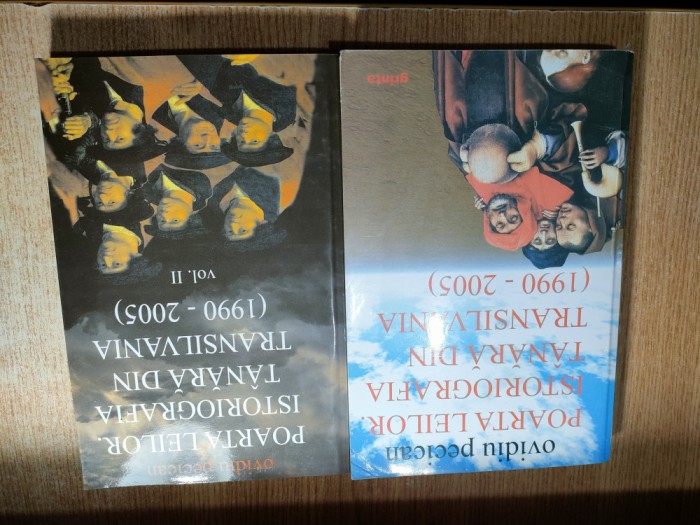 ovidiu pecican
POARTA LEILOR.
ISTORIOGRAFIA
TÂNĂRĂ DIN
TRANSILVANIA
(1990 - 2005)
grinta
ovidiu pecican
POARTA LEILOR.
ISTORIOGRAFIA
TÂNĂRĂ DIN
TRANSILVANIA
(1990 - 2005)
vol. II